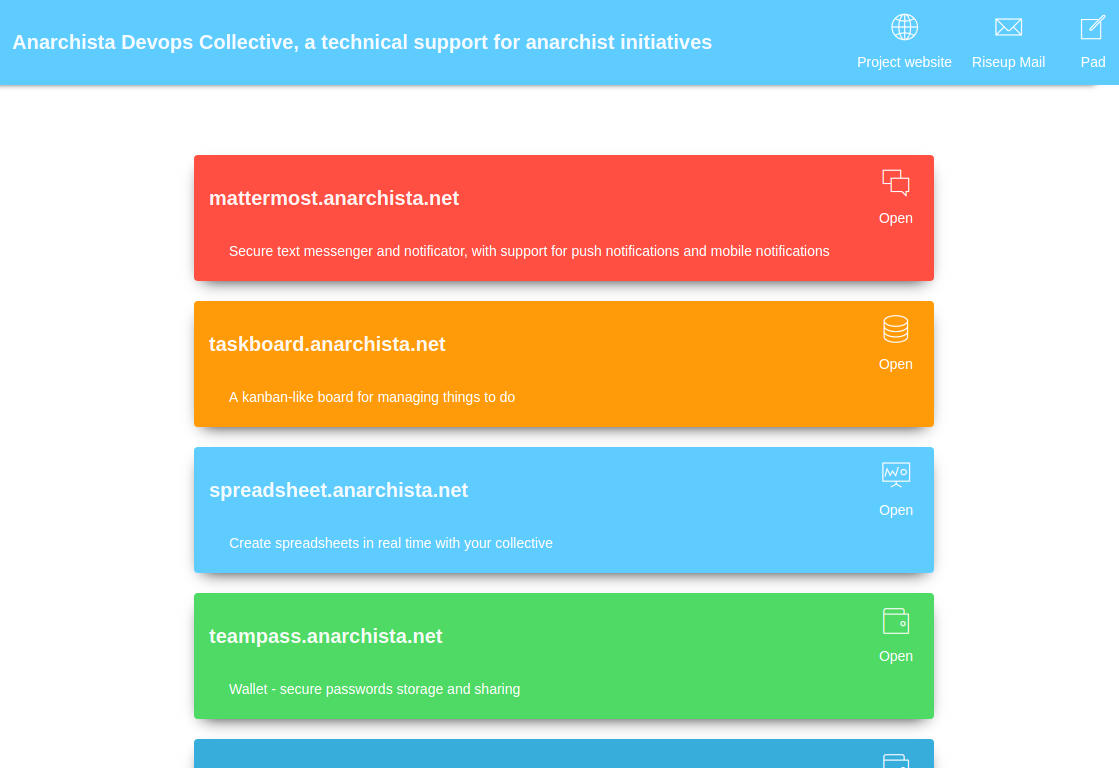 Anarchista Devops Collective, a technical support for anarchist initiatives
Project website
Riseup Mail
Pad
mattermost.anarchista.net
Open
Secure text messenger and notificator, with support for push notifications and mobile notifications
taskboard.anarchista.net
Open
A kanban-like board for managing things to do
spreadsheet.anarchista.net
Open
Create spreadsheets in real time with your collective
teampass.anarchista.net
Open
Wallet - secure passwords storage and sharing